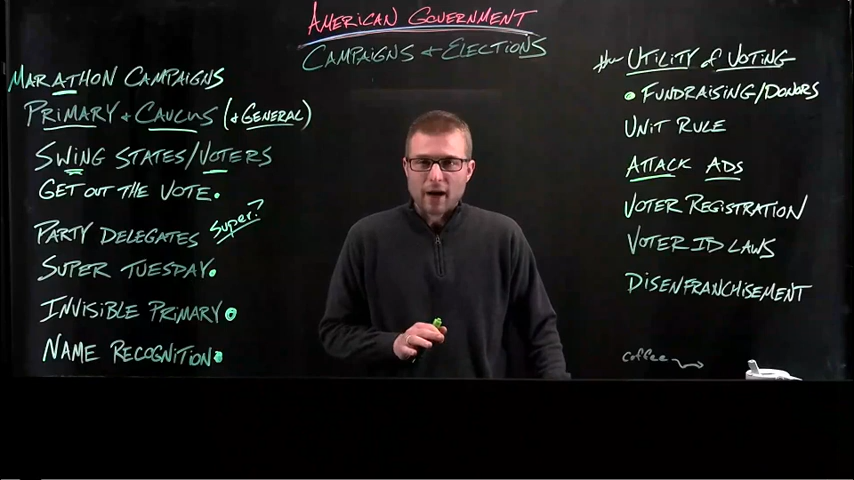 AMERICAN GOVERNMENT
CAMPAIGNS & ELECTIONS
MARATHON CAMPAIGNS
PRIMARY & CAUCUS (& GENERAL)
SWING STATES/VOTERS
GET OUT THE VOTE.
PARTY DELEGATES Super?
SUPER TUESDAY.
INVISIBLE PRIMARY
NAME RECOGNITION
the UTILITY of VOTING
• FUNDRAISING/DONORS
UNIT RULE
ATTACK ADS
VOTER REGISTRATION
VOTER ID LAWS
DISENFRANCHISEMENT
coffee